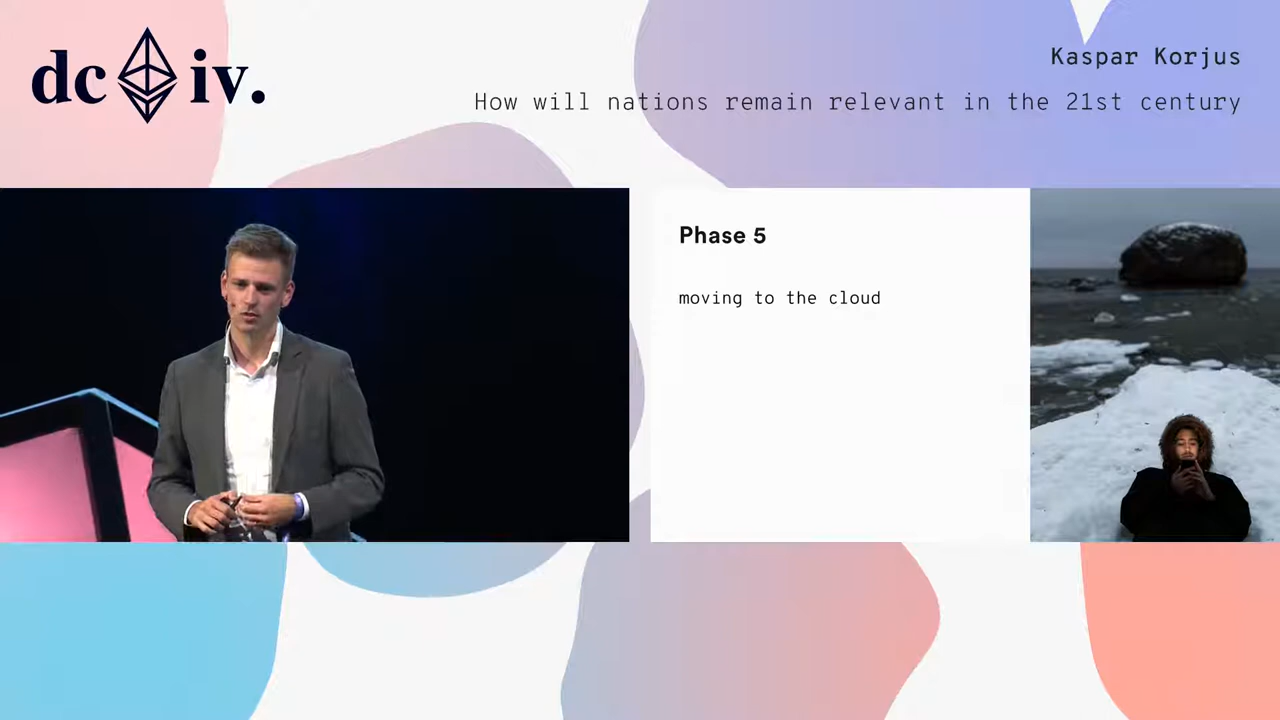 dc iv.
Kaspar Korjus
How will nations remain relevant in the 21st century
Phase 5
moving to the cloud